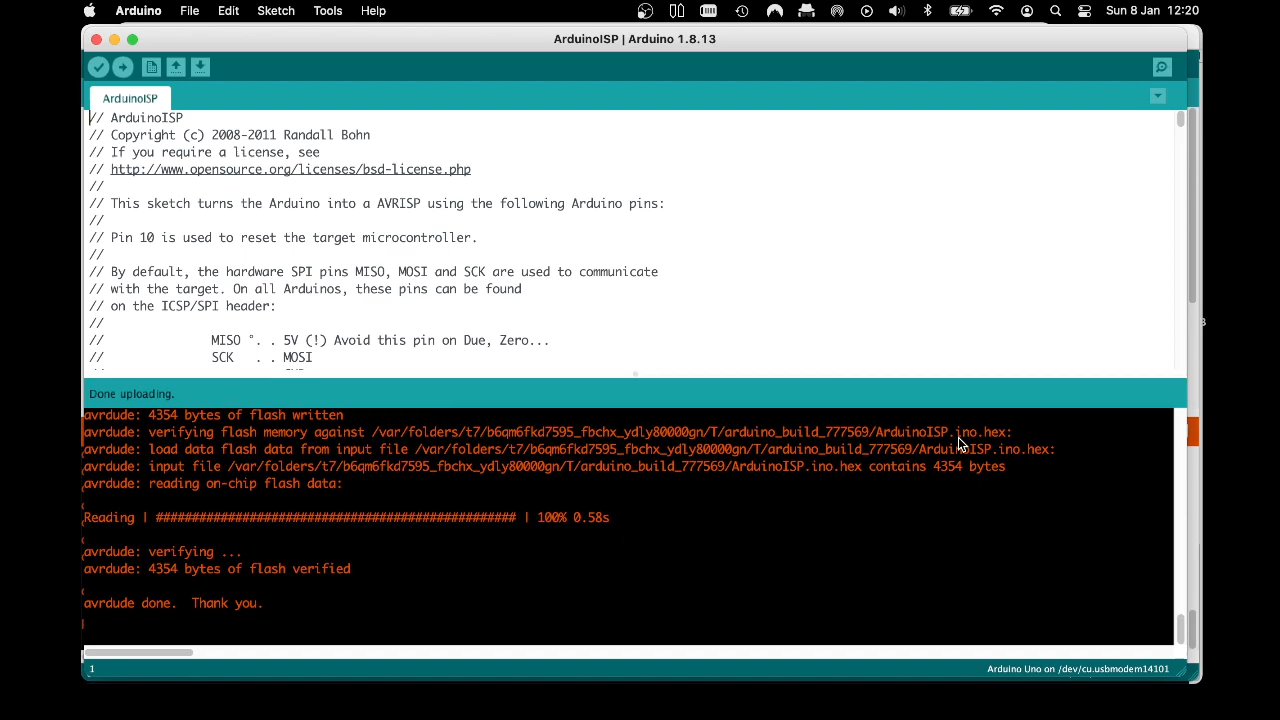 Arduino File Edit Sketch Tools Help Sun 8 Jan 12:20
ArduinoISP | Arduino 1.8.13
ArduinoISP
// ArduinoISP
// Copyright (c) 2008-2011 Randall Bohn
// If you require a license, see
// http://www.opensource.org/licenses/bsd-license.php
//
// This sketch turns the Arduino into a AVRISP using the following Arduino pins:
//
// Pin 10 is used to reset the target microcontroller.
//
// By default, the hardware SPI pins MISO, MOSI and SCK are used to communicate
// with the target. On all Arduinos, these pins can be found
// on the ICSP/SPI header:
//
// MISO °. . 5V (!) Avoid this pin on Due, Zero...
// SCK . . MOSI
Done uploading.
avrdude: 4354 bytes of flash written
avrdude: verifying flash memory against /var/folders/t7/b6qm6fkd7595_fbchx_ydly80000gn/T/arduino_build_777569/ArduinoISP.ino.hex:
avrdude: load data flash data from input file /var/folders/t7/b6qm6fkd7595_fbchx_ydly80000gn/T/arduino_build_777569/ArduinoISP.ino.hex:
avrdude: input file /var/folders/t7/b6qm6fkd7595_fbchx_ydly80000gn/T/arduino_build_777569/ArduinoISP.ino.hex contains 4354 bytes
avrdude: reading on-chip flash data:
Reading | ################################################## | 100% 0.58s
avrdude: verifying ...
avrdude: 4354 bytes of flash verified
avrdude done. Thank you.
1 Arduino Uno on /dev/cu.usbmodem14101